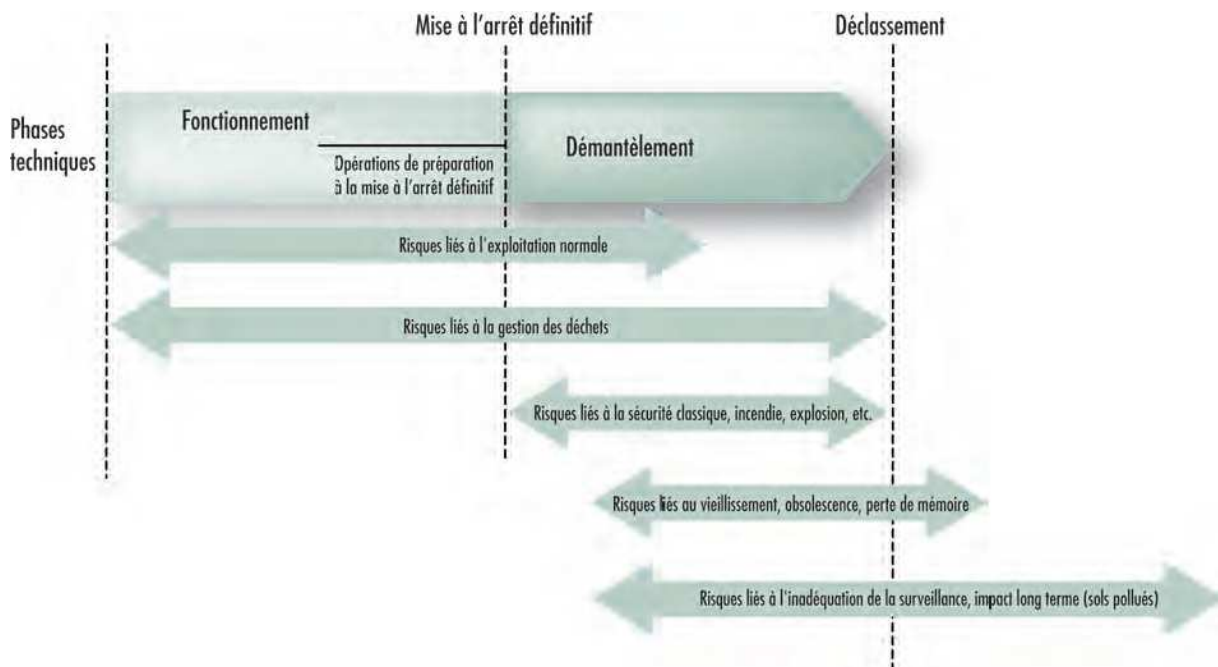 Mise à l'arrêt définitif
Déclassement
Phases
techniques
Fonctionnement
Opérations de préparation
à la mise à l'arrêt définitif
Démantèlement
Risques liés à l'exploitation normale
Risques liés à la gestion des déchets
Risques liés à la sécurité classique, incendie, explosion, etc.
Risques liés au vieillissement, obsolescence, perte de mémoire
Risques liés à l'inadéquation de la surveillance, impact long terme (sols pollués)